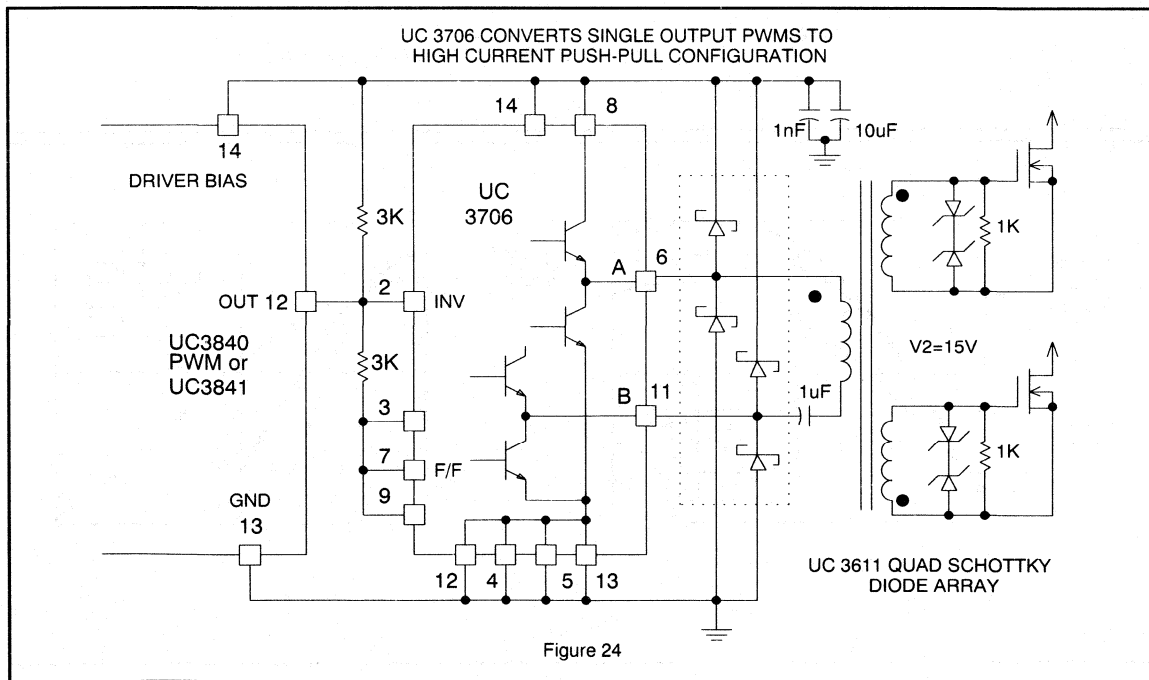 UC 3706 CONVERTS SINGLE OUTPUT PWMS TO
HIGH CURRENT PUSH-PULL CONFIGURATION
14
8
1nF
10uF
14
DRIVER BIAS
UC
3706
3K
1K
A
6
OUT 12
2
INV
UC3840
PWM or
UC3841
3K
V2=15V
B
11
1uF
3
7
F/F
9
1K
GND
13
12
4
5
13
UC 3611 QUAD SCHOTTKY
DIODE ARRAY
Figure 24